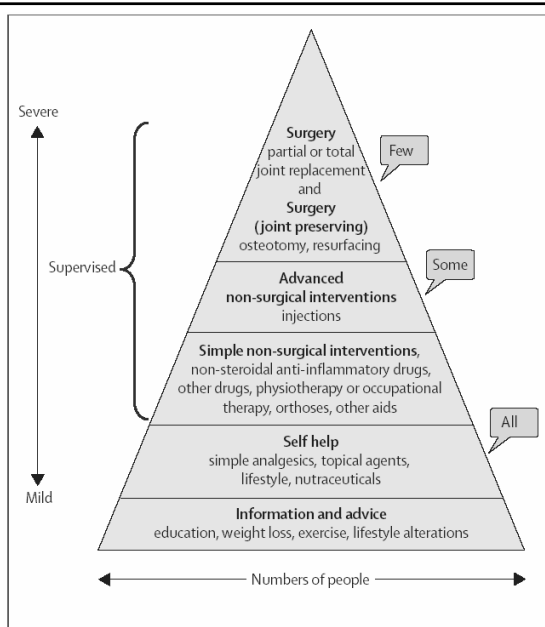 Severe
Surgery
partial or total
joint replacement
and
Surgery
(joint preserving)
osteotomy, resurfacing
Few
Supervised
Advanced
non-surgical interventions
injections
Some
Simple non-surgical interventions,
non-steroidal anti-inflammatory drugs,
other drugs, physiotherapy or occupational
therapy, orthoses, other aids
All
Self help
simple analgesics, topical agents,
lifestyle, nutraceuticals
Mild
Information and advice
education, weight loss, exercise, lifestyle alterations
Numbers of people